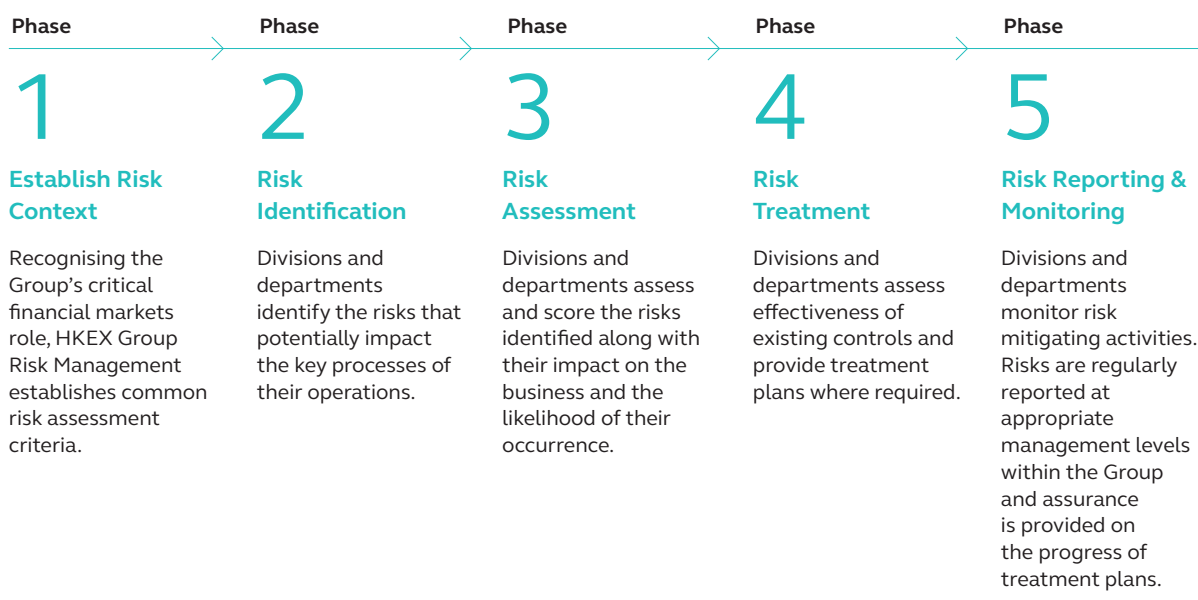 Phase
1
Establish Risk
Context
Recognising the
Group’s critical
financial markets
role, HKEX Group
Risk Management
establishes common
risk assessment
criteria.
Phase
2
Risk
Identification
Divisions and
departments
identify the risks that
potentially impact
the key processes of
their operations.
Phase
3
Risk
Assessment
Divisions and
departments assess
and score the risks
identified along with
their impact on the
business and the
likelihood of their
occurrence.
Phase
4
Risk
Treatment
Divisions and
departments assess
effectiveness of
existing controls and
provide treatment
plans where required.
Phase
5
Risk Reporting &
Monitoring
Divisions and
departments
monitor risk
mitigating activities.
Risks are regularly
reported at
appropriate
management levels
within the Group
and assurance
is provided on
the progress of
treatment plans.